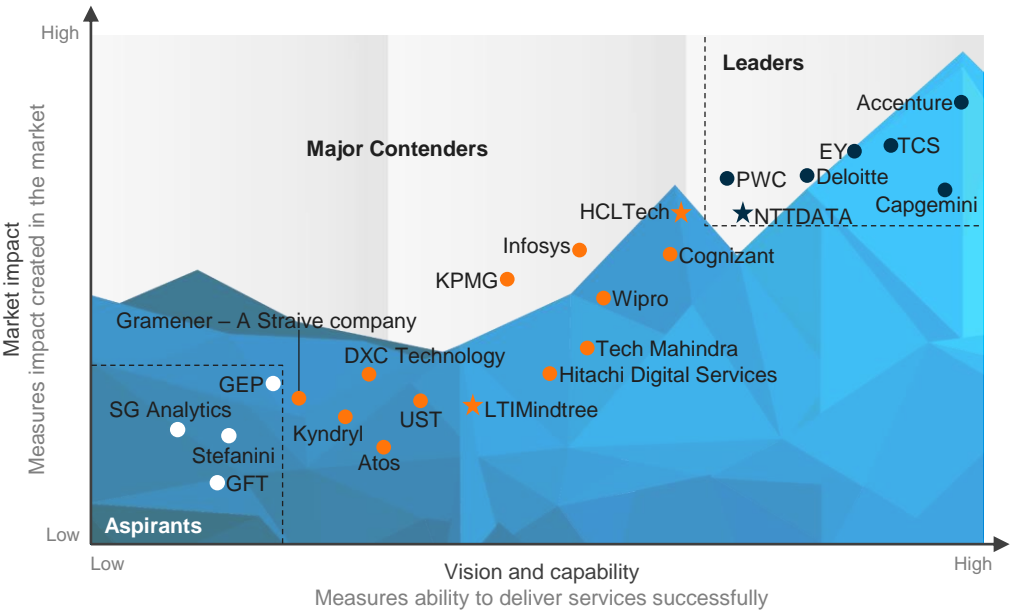 High
Leaders
Accenture
Major Contenders
EY
TCS
PWC
Deloitte
Capgemini
HCLTech
NTTDATA
Infosys
Cognizant
KPMG
Wipro
Gramener – A Straive company
DXC Technology
Tech Mahindra
Hitachi Digital Services
GEP
SG Analytics
UST
LTIMindtree
Kyndryl
Stefanini
Atos
GFT
Aspirants
Low
Market impact
Measures impact created in the market
Low
High
Vision and capability
Measures ability to deliver services successfully